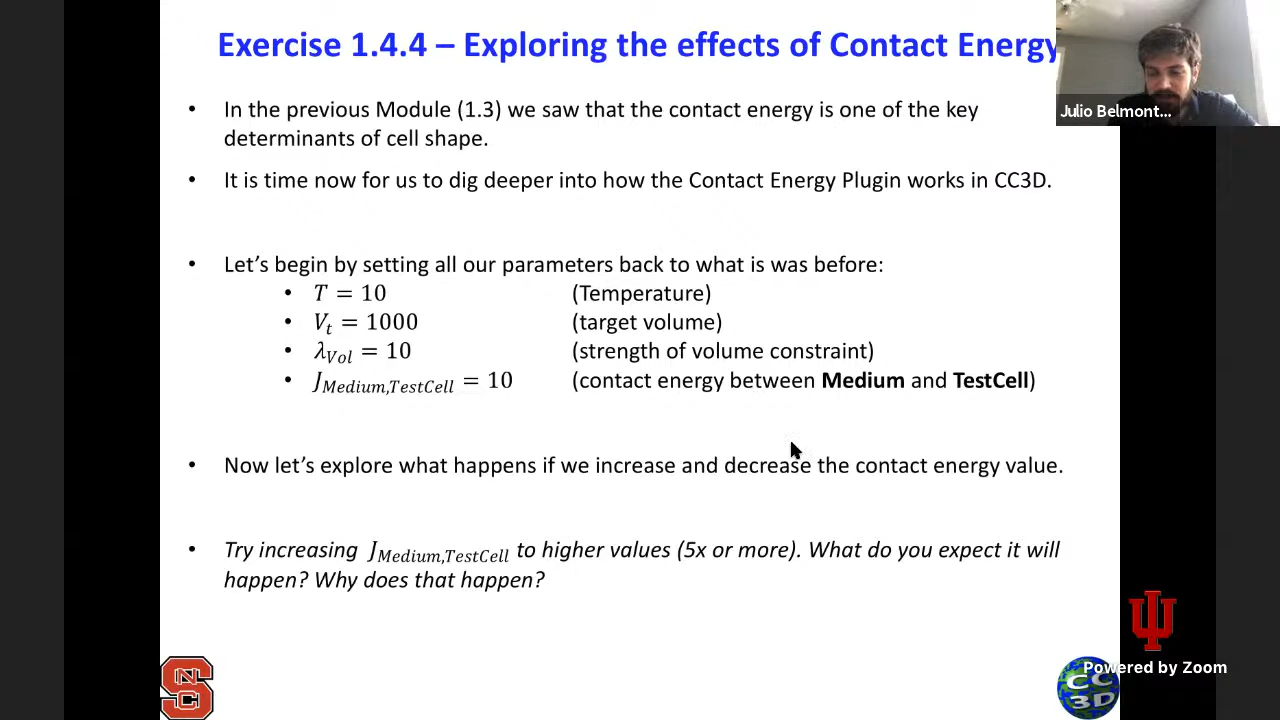 Exercise 1.4.4 – Exploring the effects of Contact Energy
Julio Belmont...
• In the previous Module (1.3) we saw that the contact energy is one of the key
determinants of cell shape.
• It is time now for us to dig deeper into how the Contact Energy Plugin works in CC3D.
• Let’s begin by setting all our parameters back to what is was before:
• T = 10 (Temperature)
• V_t = 1000 (target volume)
• λ_Vol = 10 (strength of volume constraint)
• J_Medium,TestCell = 10 (contact energy between Medium and TestCell)
• Now let’s explore what happens if we increase and decrease the contact energy value.
• Try increasing J_Medium,TestCell to higher values (5x or more). What do you expect it will
happen? Why does that happen?
NC
S
Powered by Zoom
CC
3D